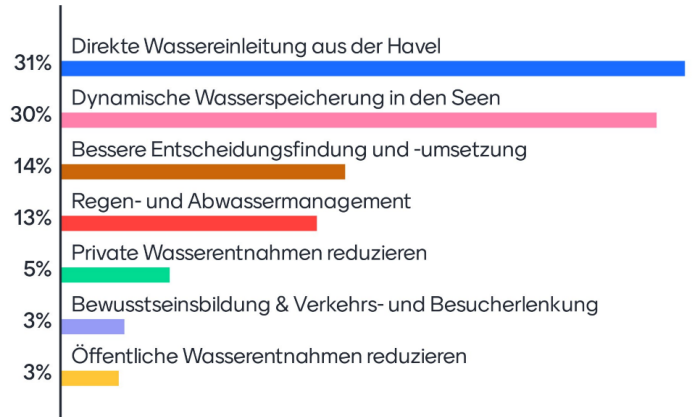 Direkte Wassereinleitung aus der Havel
31%
Dynamische Wasserspeicherung in den Seen
30%
Bessere Entscheidungsfindung und -umsetzung
14%
Regen- und Abwassermanagement
13%
Private Wasserentnahmen reduzieren
5%
Bewusstseinsbildung & Verkehrs- und Besucherlenkung
3%
Öffentliche Wasserentnahmen reduzieren
3%